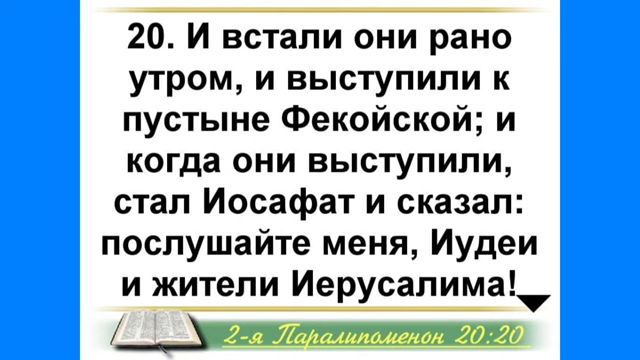 20. И встали они рано
утром, и выступили к
пустыне Фекойской; и
когда они выступили,
стал Иосафат и сказал:
послушайте меня, Иудеи
и жители Иерусалима!
2-я Паралипоменон 20:20